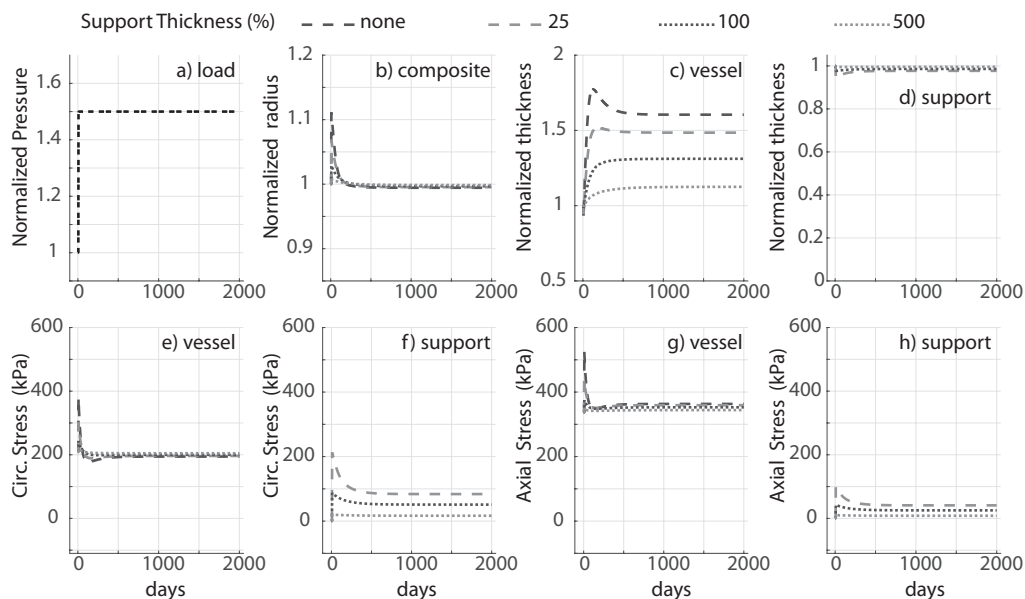 Support Thickness (%) none 25 100 500
a) load
Normalized Pressure
1.6
1.4
1.2
1
0 1000 2000
b) composite
Normalized radius
1.2
1.1
1
0.9
0 1000 2000
c) vessel
Normalized thickness
2
1.5
1
0.5
0 1000 2000
d) support
Normalized thickness
1
0.8
0.6
0.4
0.2
0
0 1000 2000
e) vessel
Circ. Stress (kPa)
600
400
200
0
0 1000 2000
days
f) support
Circ. Stress (kPa)
600
400
200
0
0 1000 2000
days
g) vessel
Axial Stress (kPa)
600
400
200
0
0 1000 2000
days
h) support
Axial Stress (kPa)
600
400
200
0
0 1000 2000
days